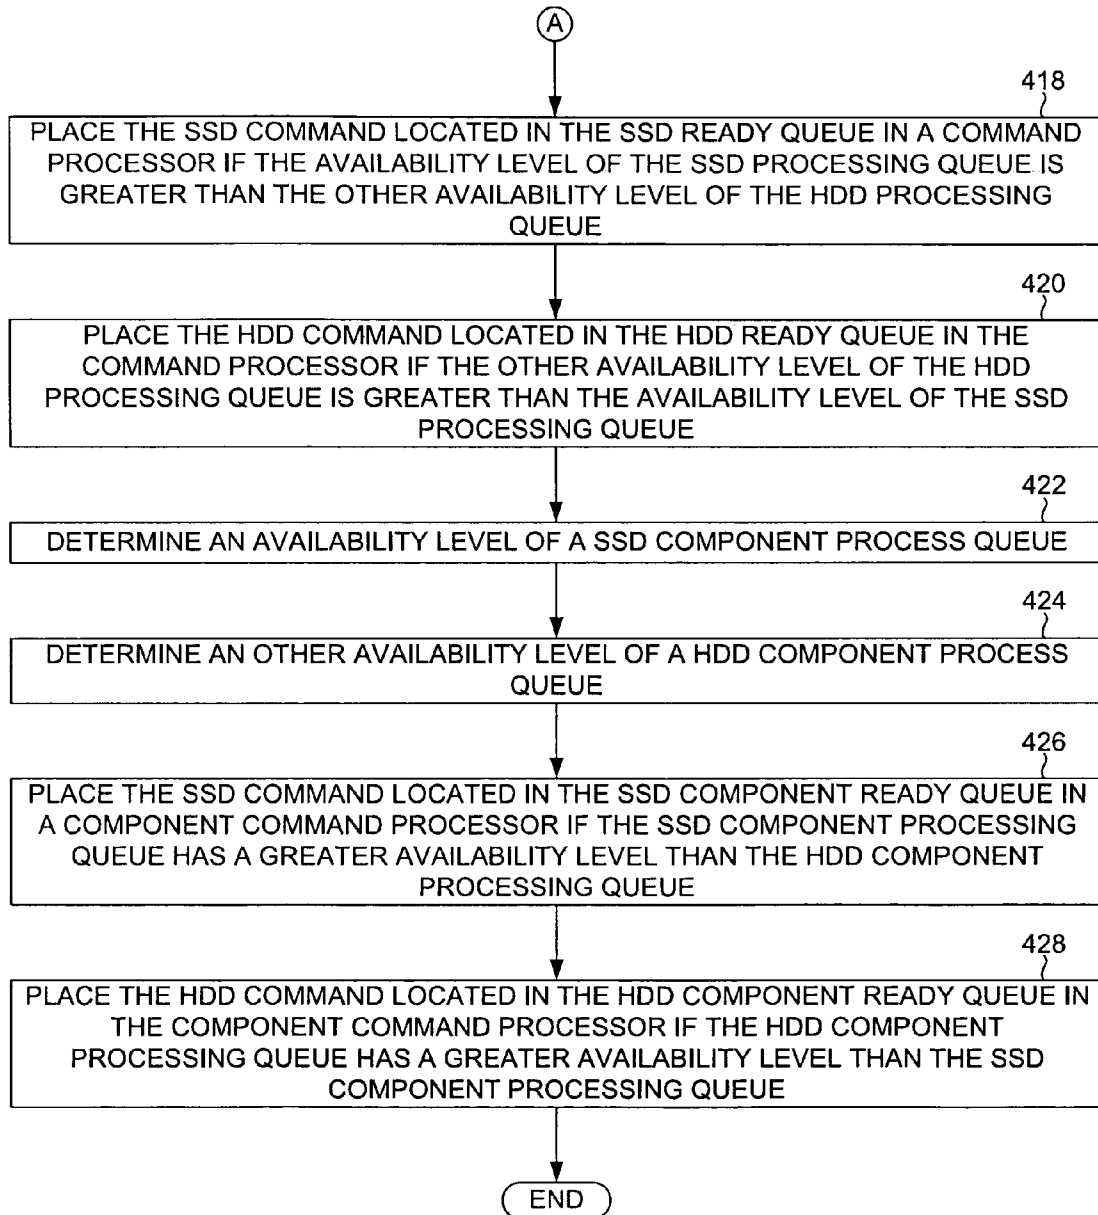 A
418
PLACE THE SSD COMMAND LOCATED IN THE SSD READY QUEUE IN A COMMAND
PROCESSOR IF THE AVAILABILITY LEVEL OF THE SSD PROCESSING QUEUE IS
GREATER THAN THE OTHER AVAILABILITY LEVEL OF THE HDD PROCESSING
QUEUE
420
PLACE THE HDD COMMAND LOCATED IN THE HDD READY QUEUE IN THE
COMMAND PROCESSOR IF THE OTHER AVAILABILITY LEVEL OF THE HDD
PROCESSING QUEUE IS GREATER THAN THE AVAILABILITY LEVEL OF THE SSD
PROCESSING QUEUE
422
DETERMINE AN AVAILABILITY LEVEL OF A SSD COMPONENT PROCESS QUEUE
424
DETERMINE AN OTHER AVAILABILITY LEVEL OF A HDD COMPONENT PROCESS
QUEUE
426
PLACE THE SSD COMMAND LOCATED IN THE SSD COMPONENT READY QUEUE IN
A COMPONENT COMMAND PROCESSOR IF THE SSD COMPONENT PROCESSING
QUEUE HAS A GREATER AVAILABILITY LEVEL THAN THE HDD COMPONENT
PROCESSING QUEUE
428
PLACE THE HDD COMMAND LOCATED IN THE HDD COMPONENT READY QUEUE IN
THE COMPONENT COMMAND PROCESSOR IF THE HDD COMPONENT
PROCESSING QUEUE HAS A GREATER AVAILABILITY LEVEL THAN THE SSD
COMPONENT PROCESSING QUEUE
END